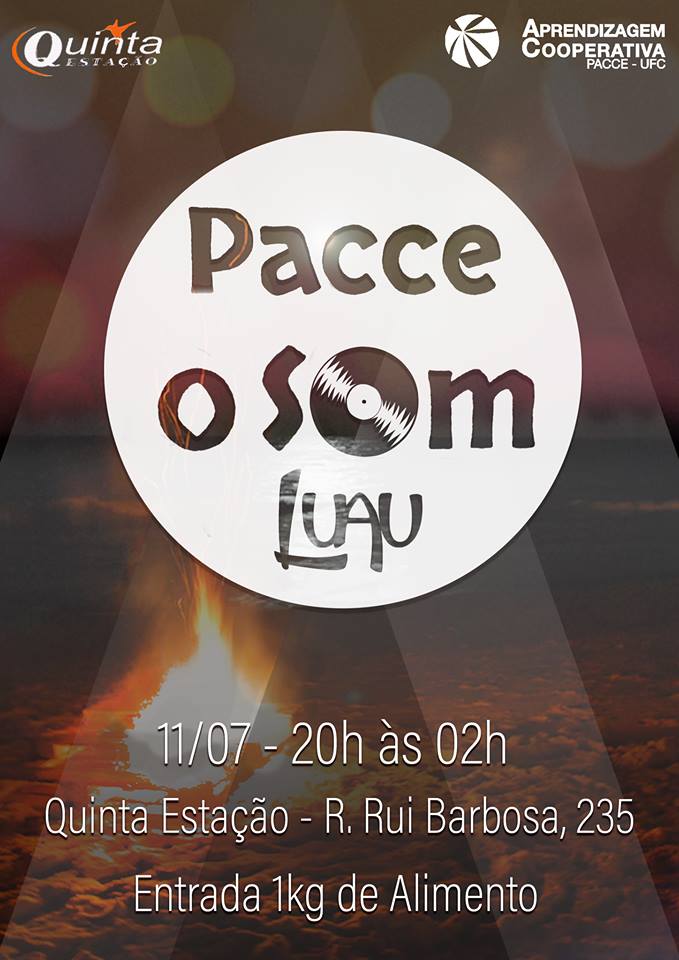 Quinta
ESTAÇÃO
APRENDIZAGEM
COOPERATIVA
PACCE - UFC
Pacce
o som
LUAU
11/07 - 20h às 02h
Quinta Estação - R. Rui Barbosa, 235
Entrada 1kg de Alimento